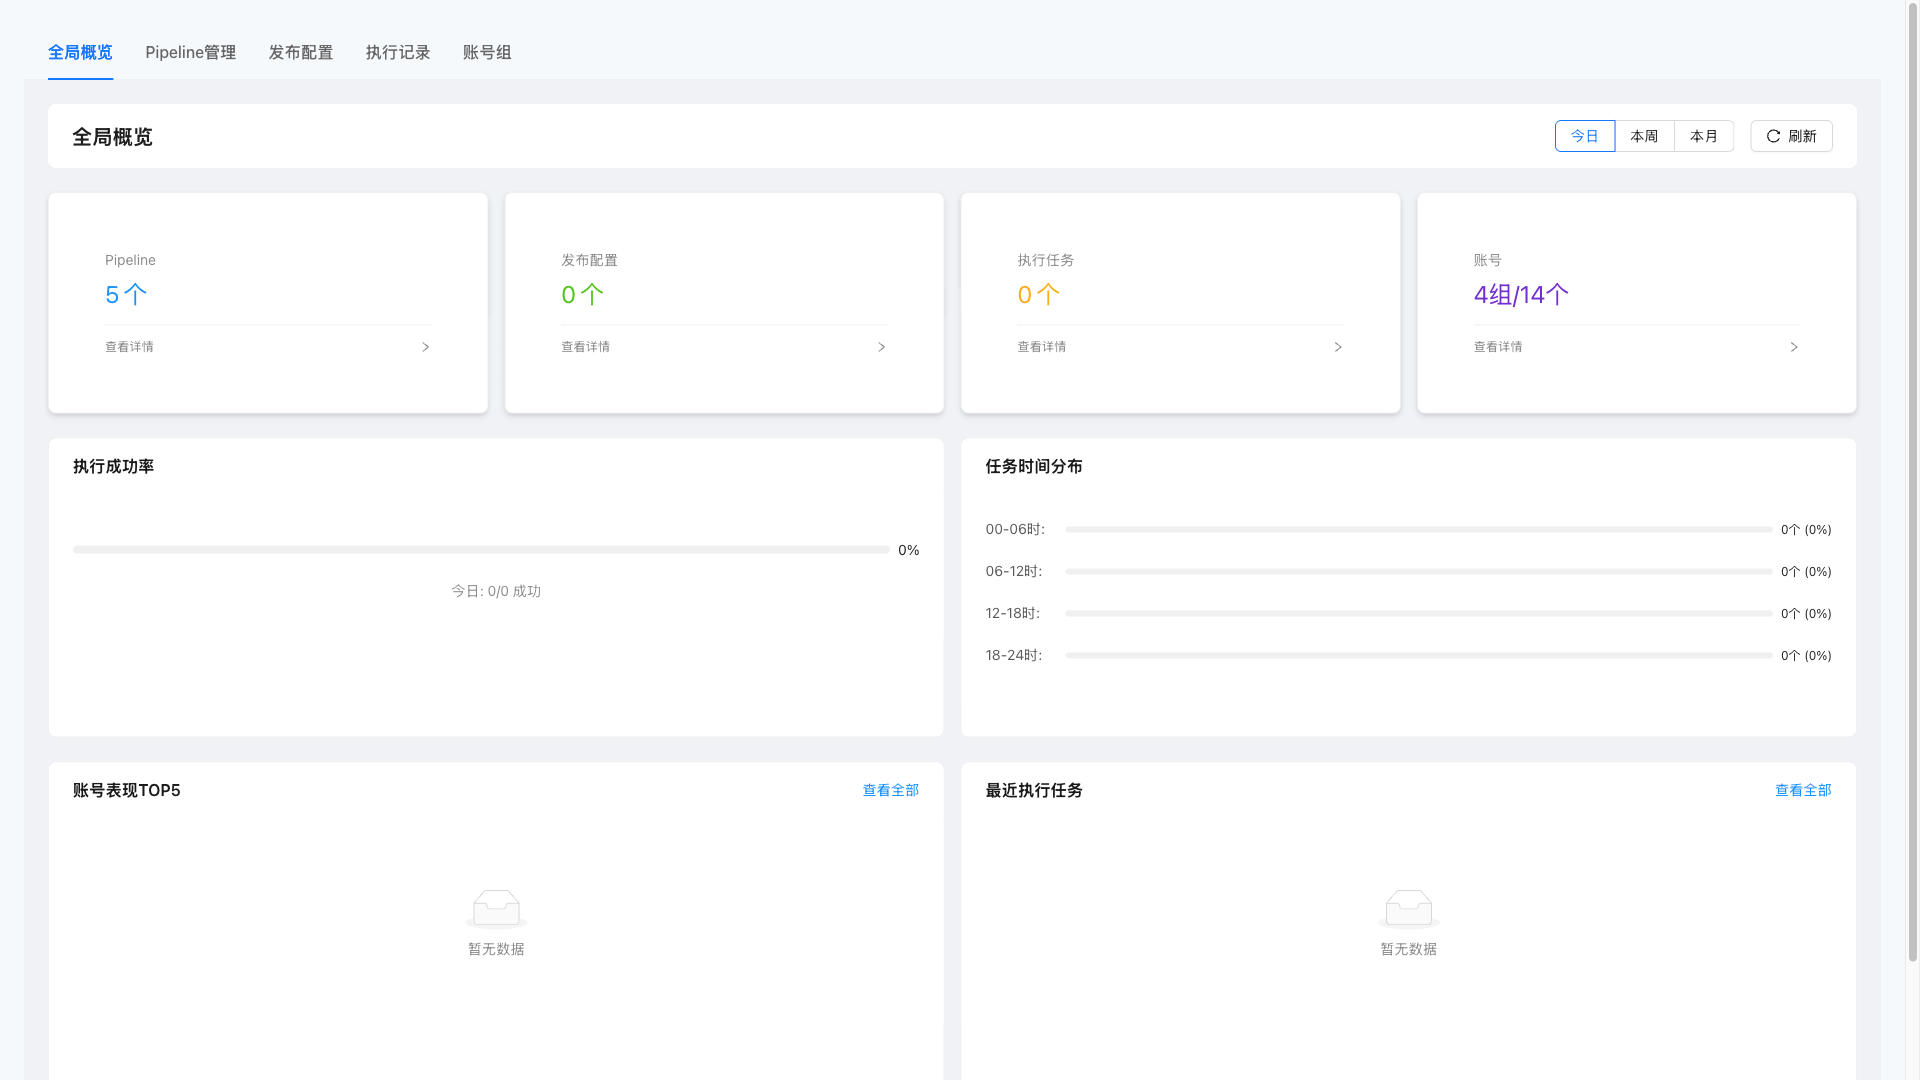 全局概览 Pipeline管理 发布配置 执行记录 账号组
全局概览
今日 本周 本月 刷新
Pipeline
5 个
查看详情
发布配置
0 个
查看详情
执行任务
0 个
查看详情
账号
4组/14个
查看详情
执行成功率
0%
今日: 0/0 成功
任务时间分布
00-06时: 0个 (0%)
06-12时: 0个 (0%)
12-18时: 0个 (0%)
18-24时: 0个 (0%)
账号表现TOP5 查看全部
暂无数据
最近执行任务 查看全部
暂无数据